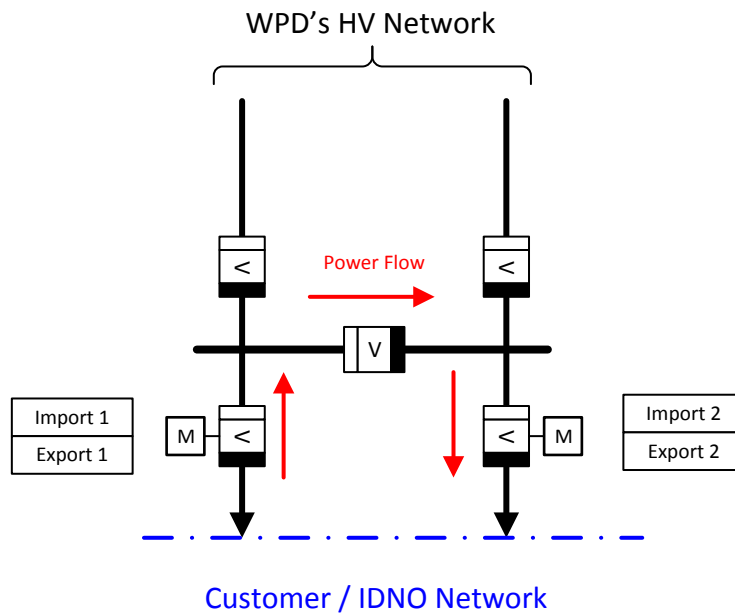 WPD's HV Network
V
V
Power Flow
V
Import 1
Export 1
M
V
V
M
Import 2
Export 2
Customer / IDNO Network